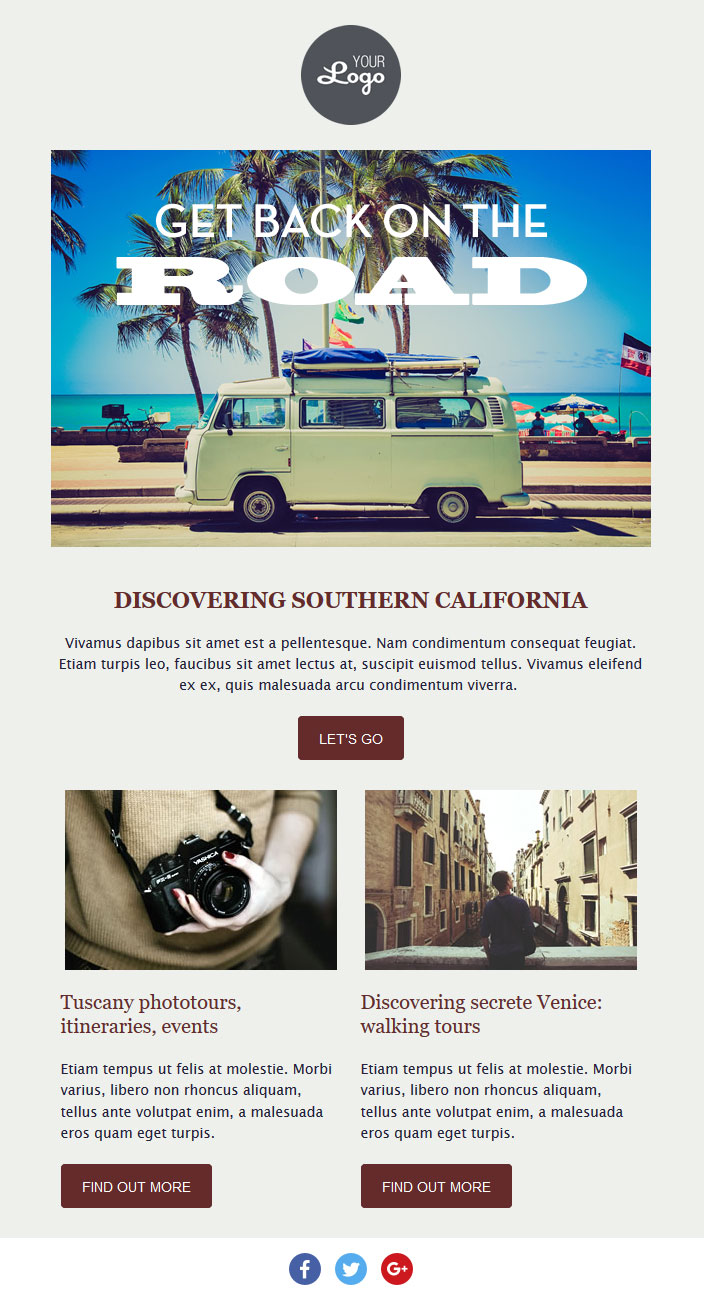 YOUR
Logo
GET BACK ON THE
ROAD
DISCOVERING SOUTHERN CALIFORNIA
Vivamus dapibus sit amet est a pellentesque. Nam condimentum consequat feugiat.
Etiam turpis leo, faucibus sit amet lectus at, suscipit euismod tellus. Vivamus eleifend
ex ex, quis malesuada arcu condimentum viverra.
LET'S GO
YASHICA
Tuscany phototours,
itineraries, events
Etiam tempus ut felis at molestie. Morbi
varius, libero non rhoncus aliquam,
tellus ante volutpat enim, a malesuada
eros quam eget turpis.
FIND OUT MORE
Discovering secrete Venice:
walking tours
Etiam tempus ut felis at molestie. Morbi
varius, libero non rhoncus aliquam,
tellus ante volutpat enim, a malesuada
eros quam eget turpis.
FIND OUT MORE
f
G+